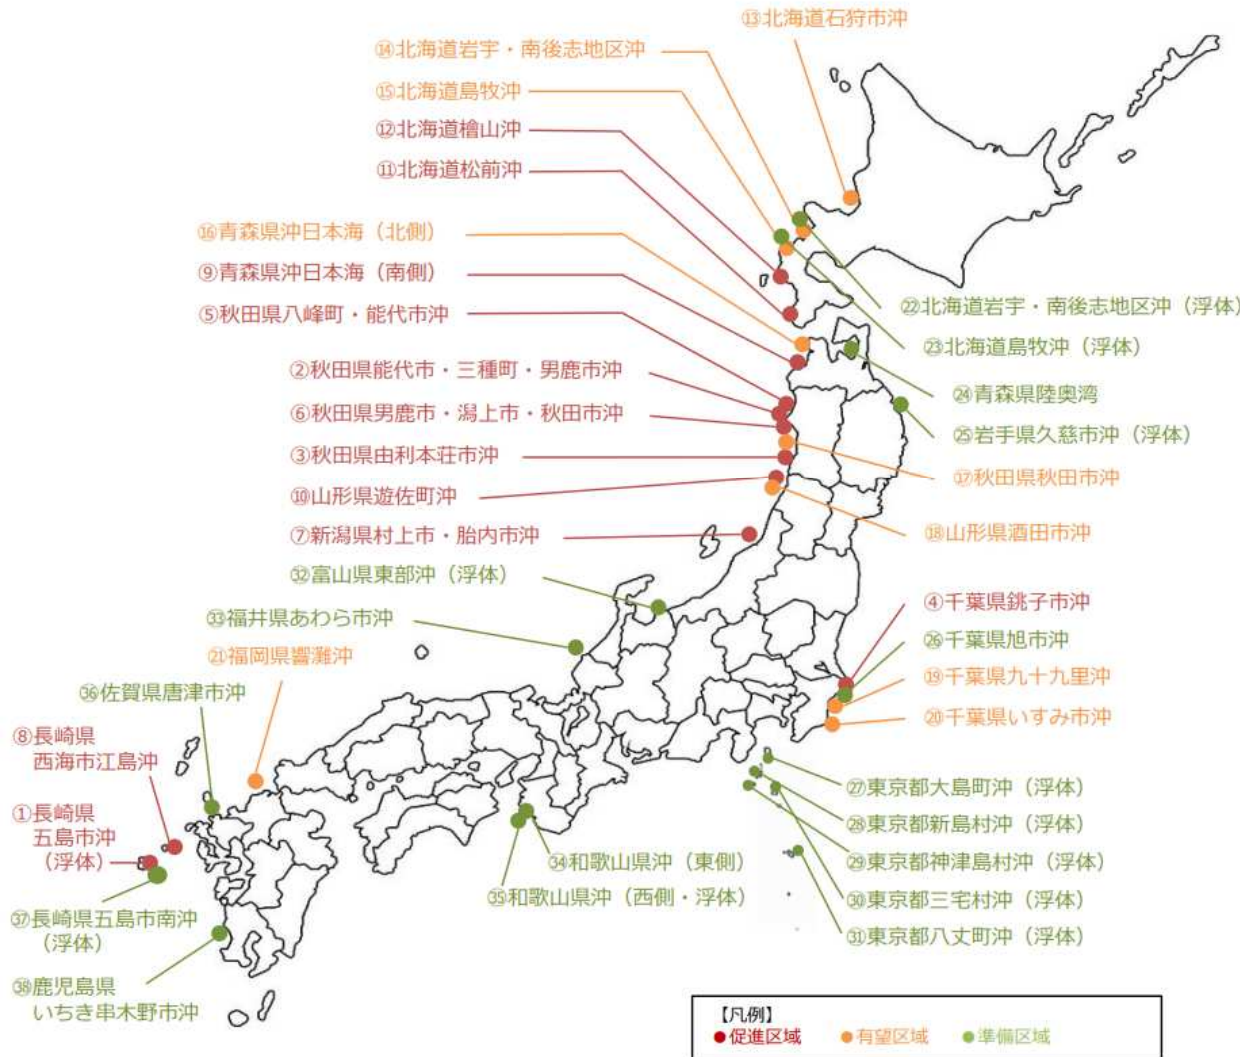 ⑬北海道石狩市沖
⑭北海道岩宇・南後志地区沖
⑮北海道島牧沖
⑫北海道檜山沖
⑪北海道松前沖
⑯青森県沖日本海（北側）
⑨青森県沖日本海（南側）
⑤秋田県八峰町・能代市沖
②秋田県能代市・三種町・男鹿市沖
⑥秋田県男鹿市・潟上市・秋田市沖
③秋田県由利本荘市沖
⑩山形県遊佐町沖
⑦新潟県村上市・胎内市沖
㉜富山県東部沖（浮体）
㉝福井県あわら市沖
㉑福岡県響灘沖
㊱佐賀県唐津市沖
⑧長崎県
西海市江島沖
①長崎県
五島市沖
（浮体）
㊲長崎県五島市南沖
（浮体）
㊳鹿児島県
いちき串木野市沖
㉒北海道岩宇・南後志地区沖（浮体）
㉓北海道島牧沖（浮体）
㉔青森県陸奥湾
㉕岩手県久慈市沖（浮体）
⑰秋田県秋田市沖
⑱山形県酒田市沖
④千葉県銚子市沖
㉖千葉県旭市沖
⑲千葉県九十九里沖
⑳千葉県いすみ市沖
㉗東京都大島町沖（浮体）
㉘東京都新島村沖（浮体）
㉙東京都神津島村沖（浮体）
㉚東京都三宅村沖（浮体）
㉛東京都八丈町沖（浮体）
㉞和歌山県沖（東側）
㉟和歌山県沖（西側・浮体）
【凡例】
●促進区域 ●有望区域 ●準備区域